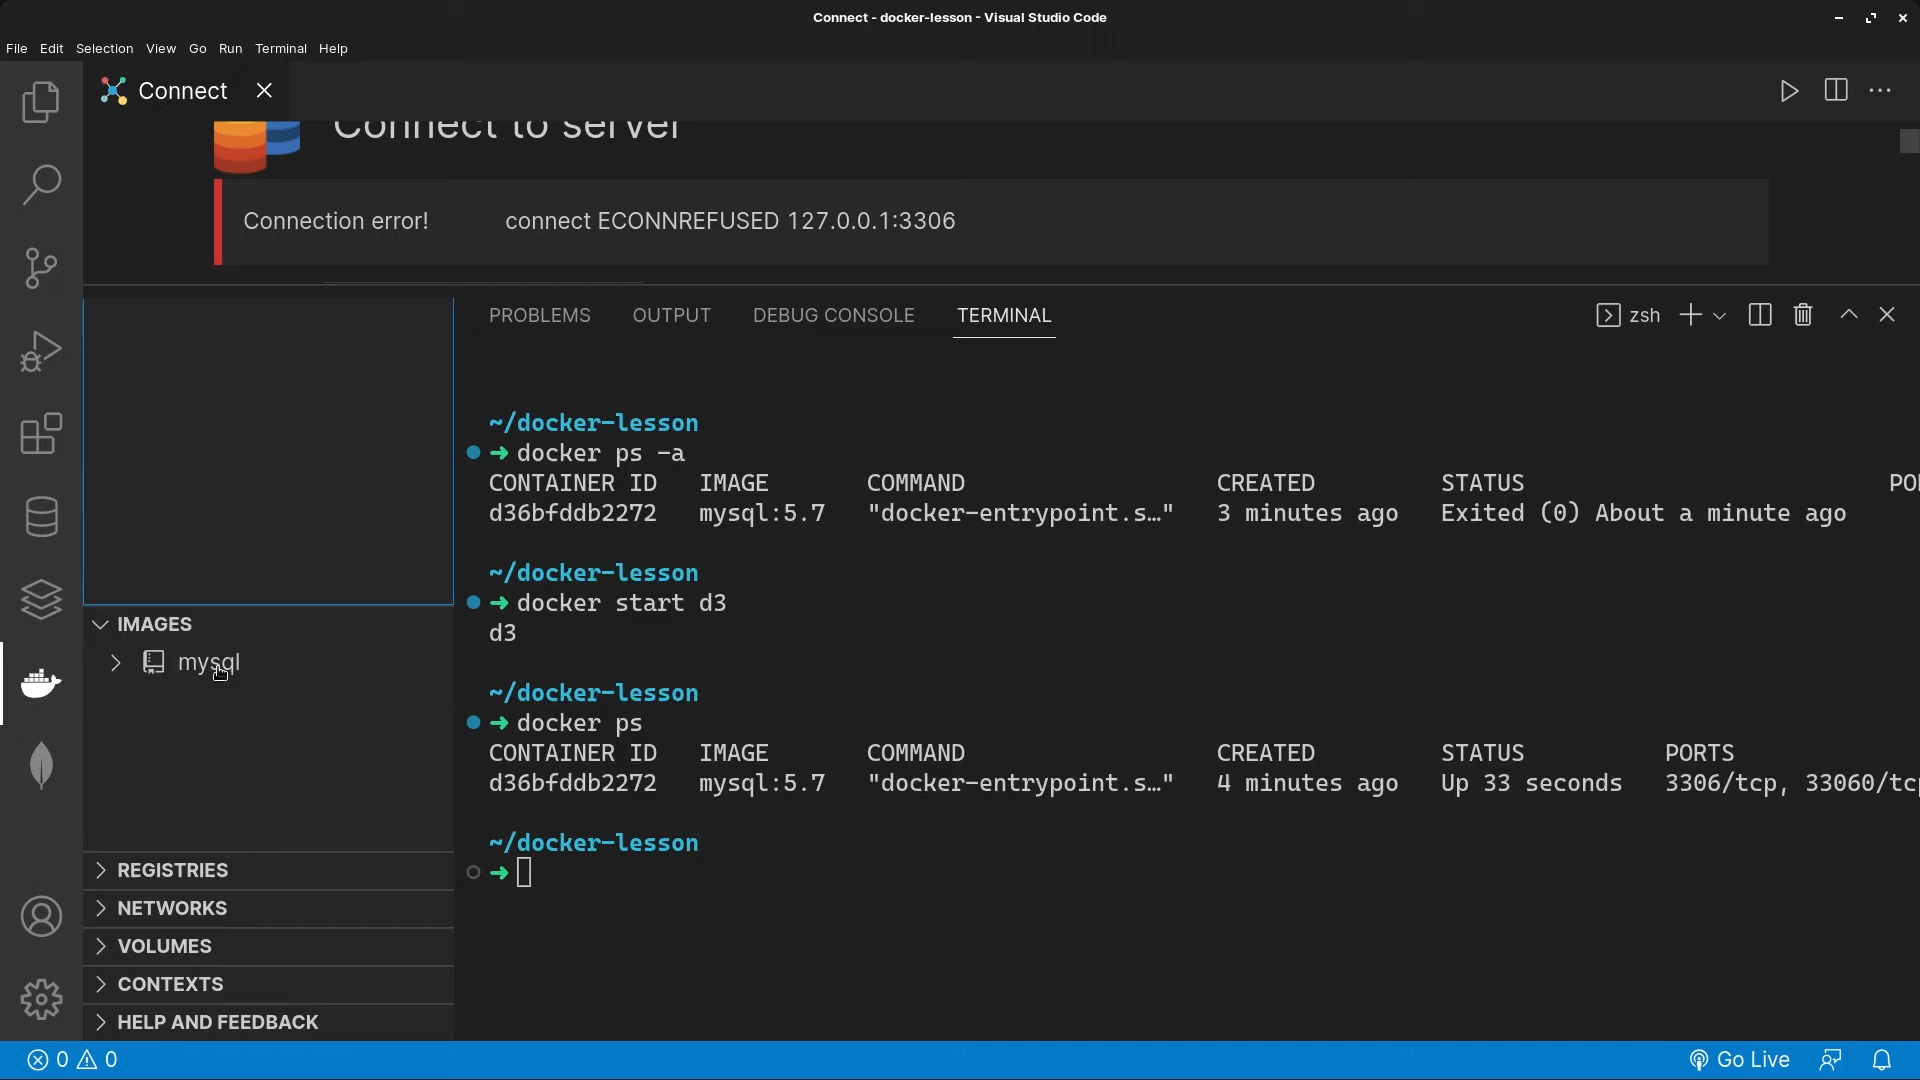 Connect - docker-lesson - Visual Studio Code
File Edit Selection View Go Run Terminal Help
Connect
Connect to server
Connection error! connect ECONNREFUSED 127.0.0.1:3306
PROBLEMS OUTPUT DEBUG CONSOLE TERMINAL
zsh
~/docker-lesson
➜ docker ps -a
CONTAINER ID IMAGE COMMAND CREATED STATUS PO
d36bfddb2272 mysql:5.7 "docker-entrypoint.s…" 3 minutes ago Exited (0) About a minute ago
~/docker-lesson
➜ docker start d3
d3
~/docker-lesson
➜ docker ps
CONTAINER ID IMAGE COMMAND CREATED STATUS PORTS
d36bfddb2272 mysql:5.7 "docker-entrypoint.s…" 4 minutes ago Up 33 seconds 3306/tcp, 33060/tcp
~/docker-lesson
➜
IMAGES
mysql
REGISTRIES
NETWORKS
VOLUMES
CONTEXTS
HELP AND FEEDBACK
0 0
Go Live